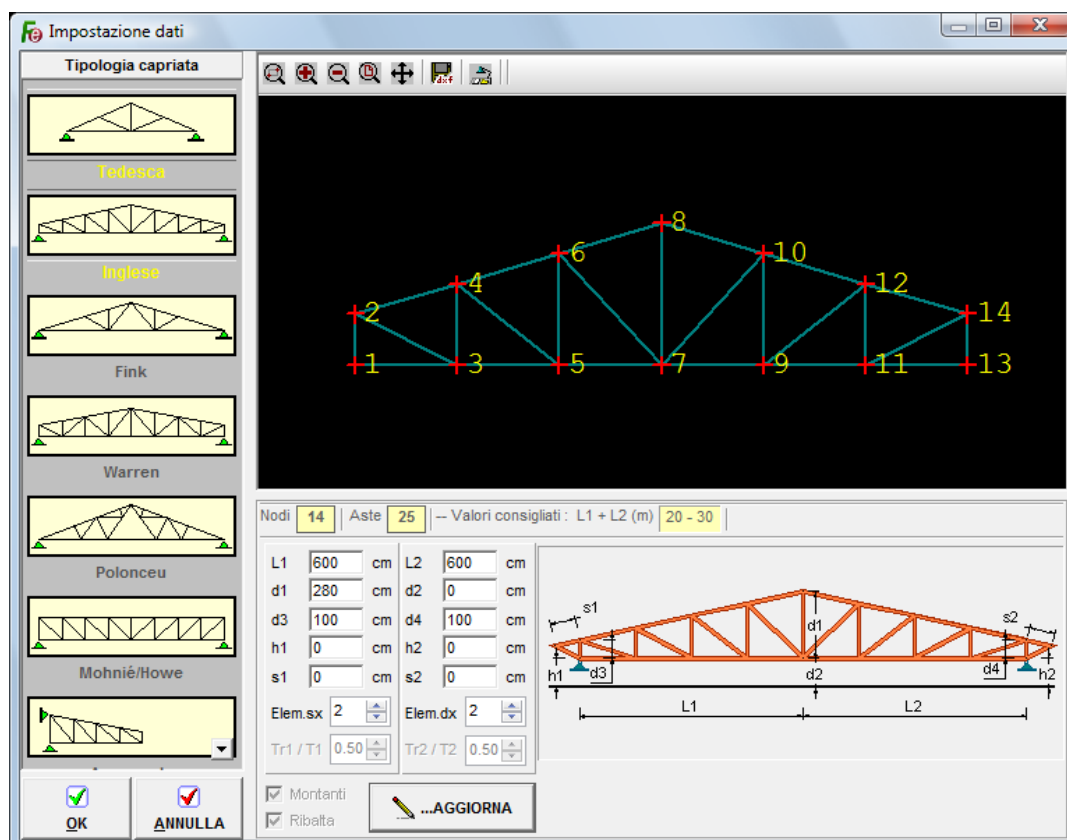 Fe Impostazione dati
Tipologia capriata
Tedesca
Inglese
Fink
Warren
Polonceu
Mohnié/Howe
OK
ANNULLA
dxf
8
6
10
4
12
2
14
1
3
5
7
9
11
13
Nodi 14 Aste 25 -- Valori consigliati : L1 + L2 (m) 20 - 30
L1 600 cm L2 600 cm
d1 280 cm d2 0 cm
d3 100 cm d4 100 cm
h1 0 cm h2 0 cm
s1 0 cm s2 0 cm
Elem.sx 2 Elem.dx 2
Tr1 / T1 0.50 Tr2 / T2 0.50
Montanti
Ribalta
...AGGIORNA
s1
d1
s2
h1
d3
d2
d4
h2
L1
L2